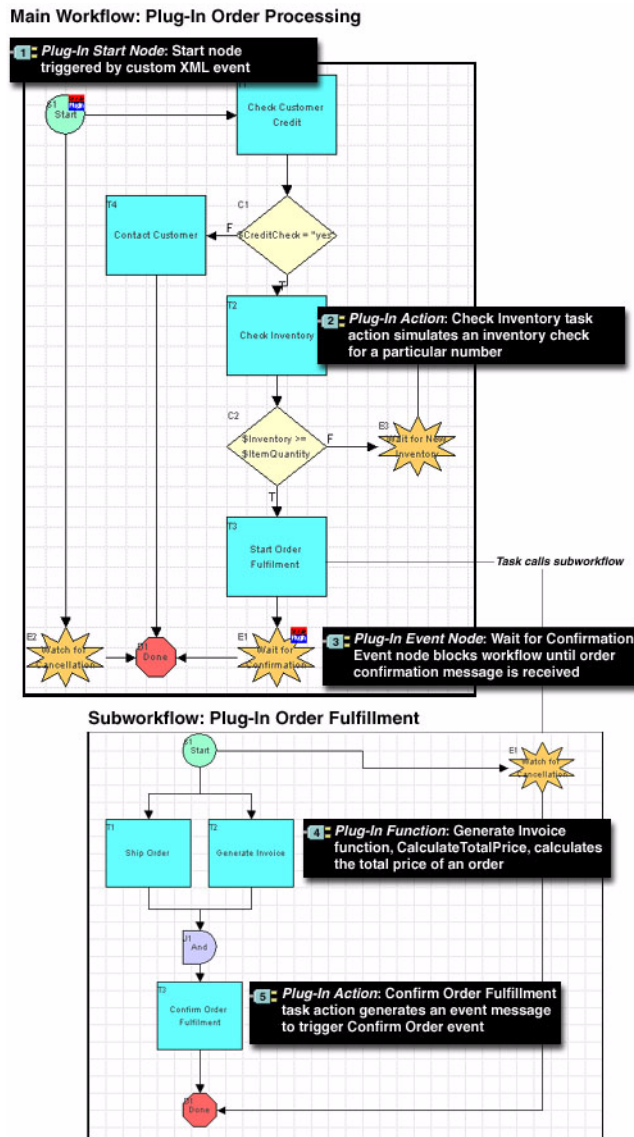 Main Workflow: Plug-In Order Processing
1 Plug-In Start Node: Start node
triggered by custom XML event
S1
Start
Plugin
Check Customer
Credit
T4
Contact Customer
C1
F
$CreditCheck = "yes"
T
T2
Check Inventory
2 Plug-In Action: Check Inventory task
action simulates an inventory check
for a particular number
C2
$Inventory >=
$ItemQuantity
F
E3
Wait for New
Inventory
T
T3
Start Order
Fulfilment
Task calls subworkflow
E2
Watch for
Cancellation
D1
Done
E1
Wait for
Confirmation
Plugin
3 Plug-In Event Node: Wait for Confirmation
Event node blocks workflow until order
confirmation message is received
Subworkflow: Plug-In Order Fulfillment
S1
Start
E1
Watch for
Cancellation
T1
Ship Order
T2
Generate Invoice
4 Plug-In Function: Generate Invoice
function, CalculateTotalPrice, calculates
the total price of an order
J1
And
T3
Confirm Order
Fulfilment
5 Plug-In Action: Confirm Order Fulfillment
task action generates an event message
to trigger Confirm Order event
D1
Done